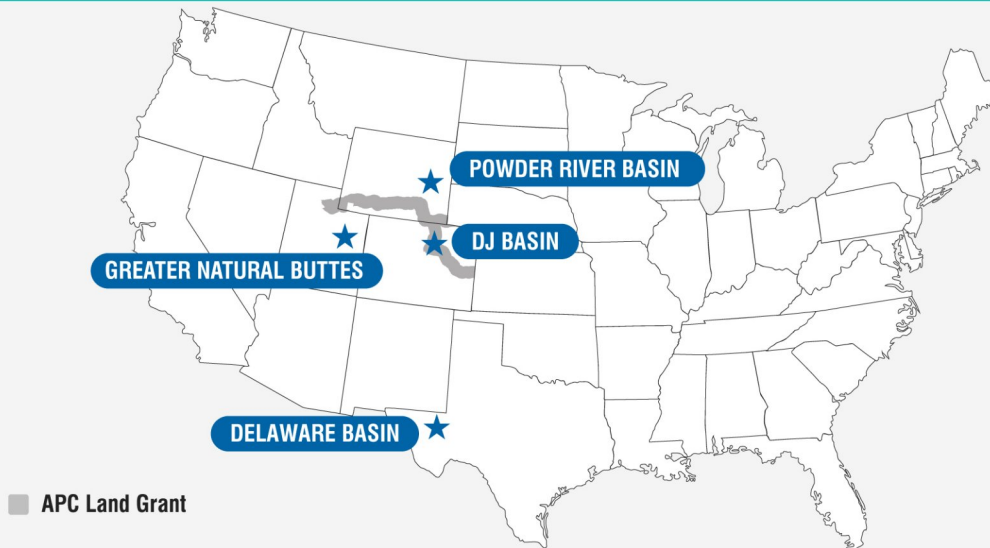 POWDER RIVER BASIN
DJ BASIN
GREATER NATURAL BUTTES
DELAWARE BASIN
APC Land Grant